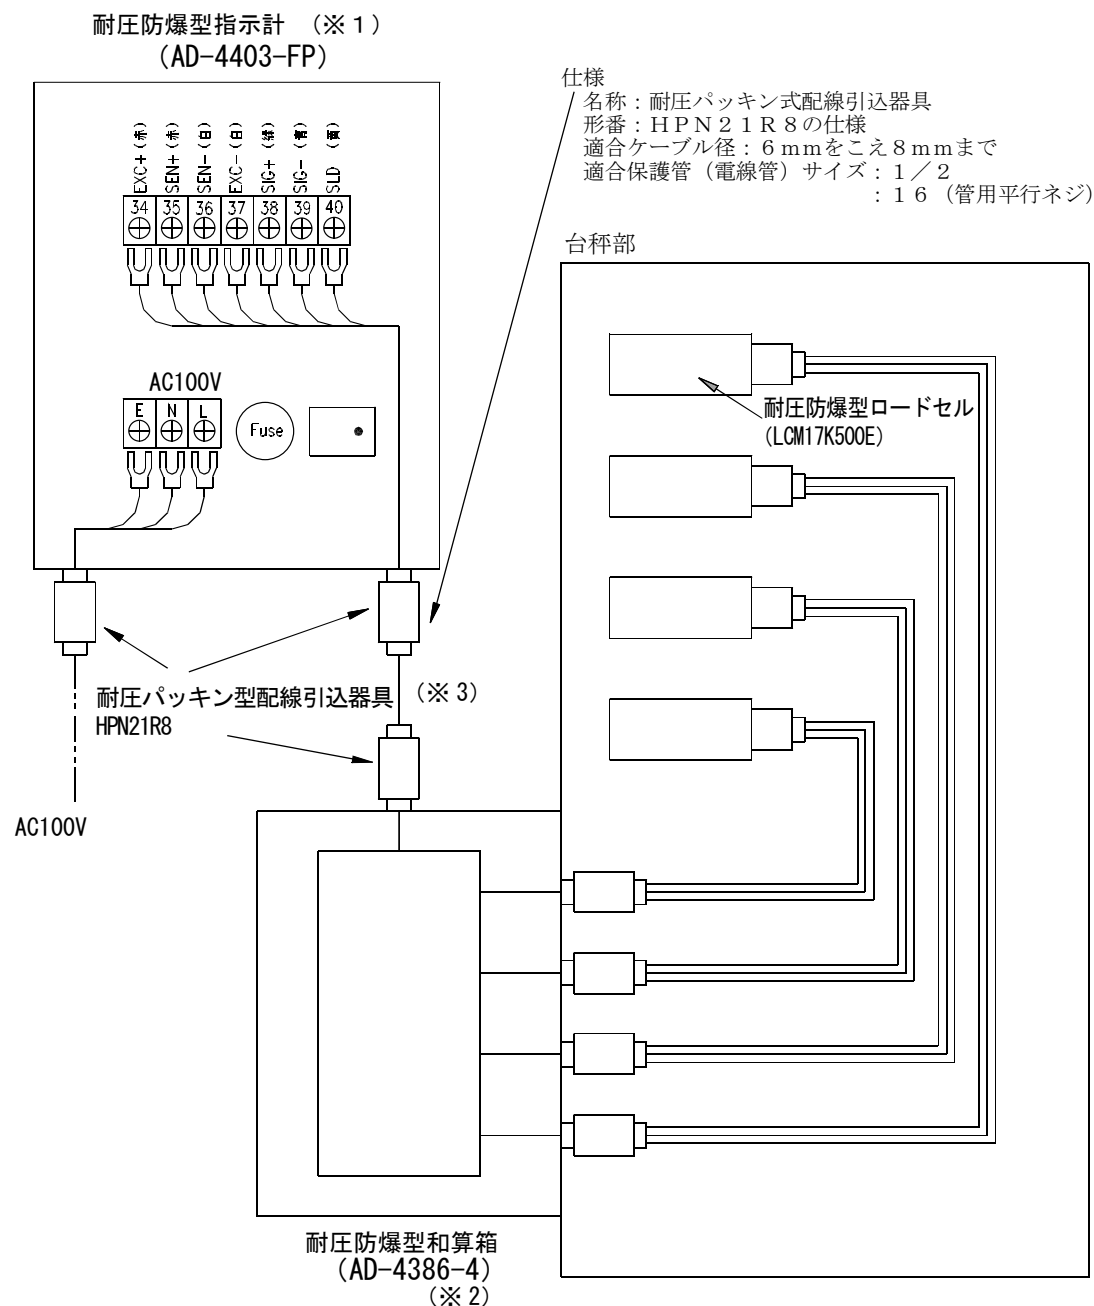 耐圧防爆型指示計 （※１）
(AD-4403-FP)
仕様
名称：耐圧パッキン式配線引込器具
形番：ＨＰＮ２１Ｒ８の仕様
適合ケーブル径：６ｍｍをこえ８ｍｍまで
適合保護管（電線管）サイズ：１／２
：１６（管用平行ネジ）
EXC+(赤)
SEN+(赤)
SEN-(白)
EXC-(白)
SIG+(緑)
SIG-(青)
SLD(黄)
34 35 36 37 38 39 40
台秤部
AC100V
E N L
Fuse
耐圧防爆型ロードセル
(LCM17K500E)
耐圧パッキン型配線引込器具 (※3)
HPN21R8
AC100V
耐圧防爆型和算箱
(AD-4386-4)
(※2)